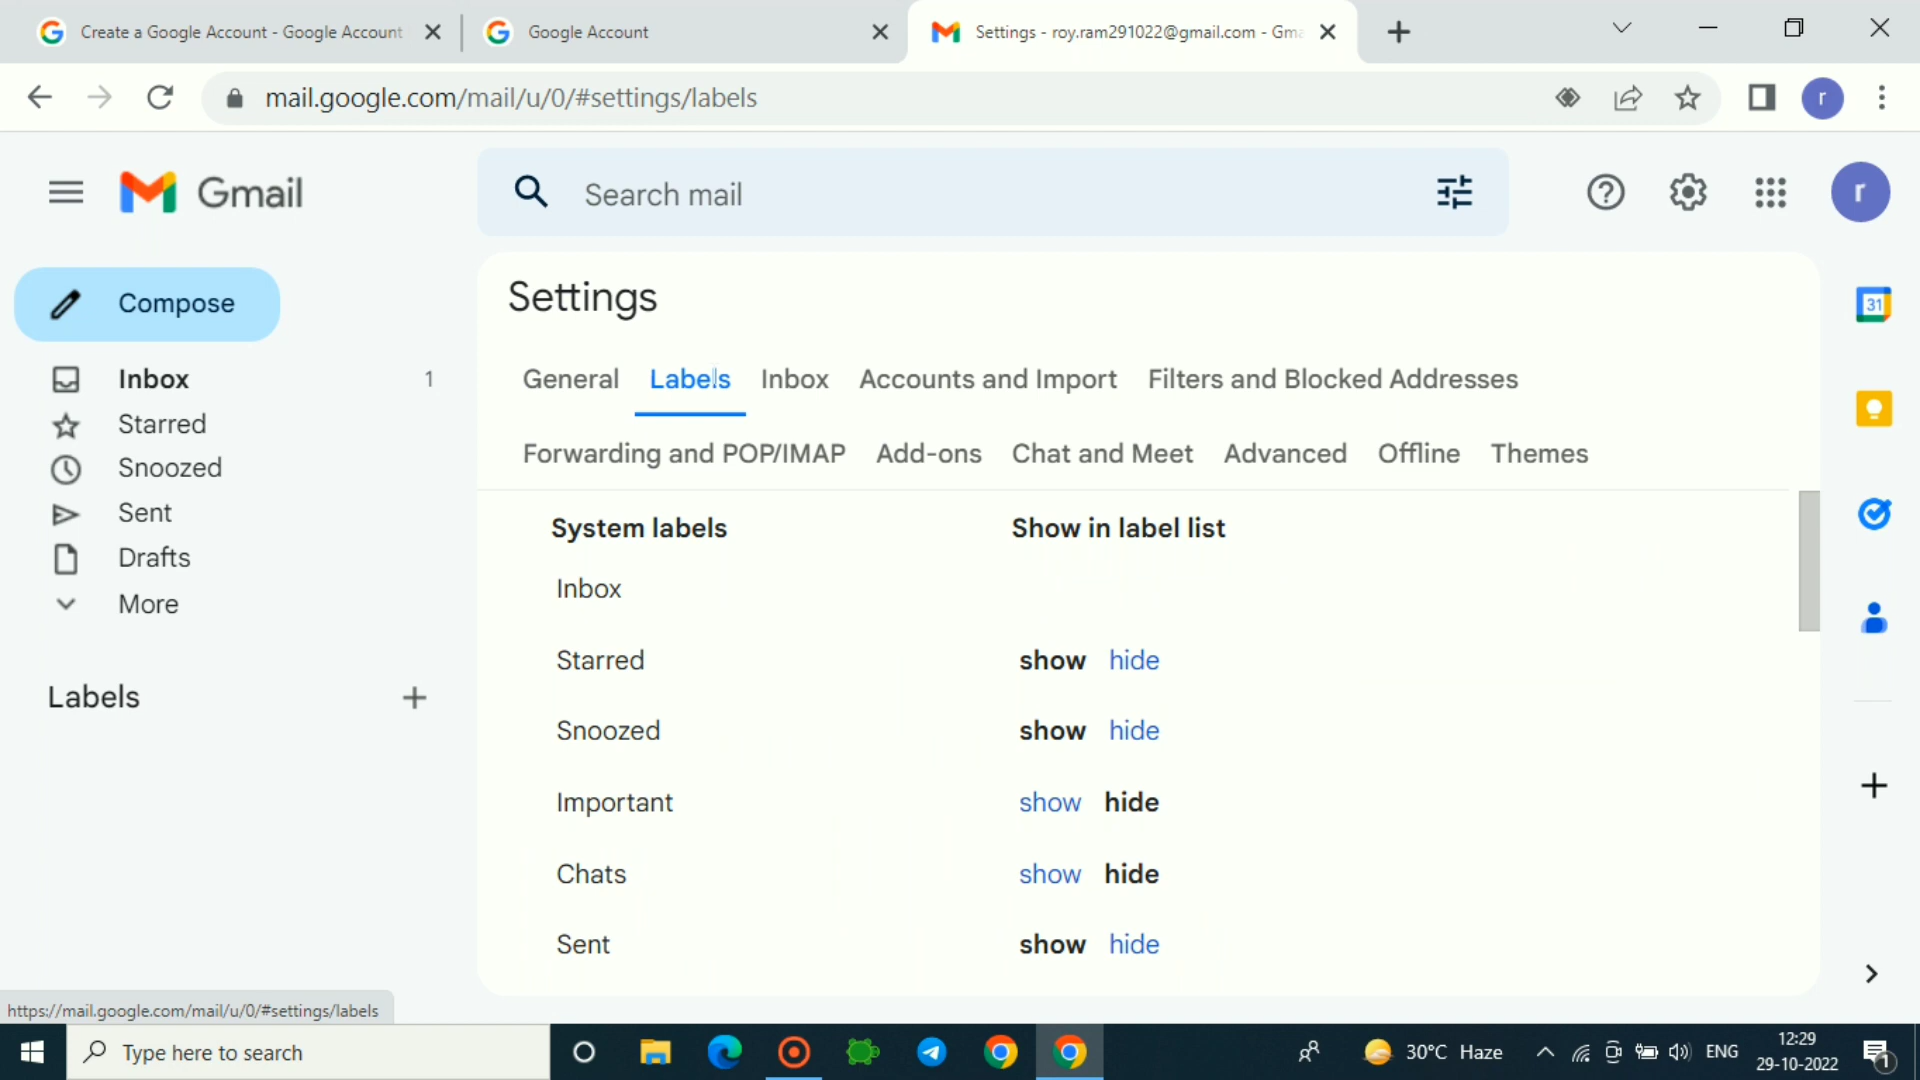 Create a Google Account - Google Account
Google Account
Settings - roy.ram291022@gmail.com - Gma
mail.google.com/mail/u/0/#settings/labels
r
Gmail
Search mail
r
Compose
Inbox 1
Starred
Snoozed
Sent
Drafts
More
Labels
Settings
General Labels Inbox Accounts and Import Filters and Blocked Addresses
Forwarding and POP/IMAP Add-ons Chat and Meet Advanced Offline Themes
System labels Show in label list
Inbox
Starred show hide
Snoozed show hide
Important show hide
Chats show hide
Sent show hide
31
https://mail.google.com/mail/u/0/#settings/labels
Type here to search
30°C Haze
ENG
12:29
29-10-2022
1